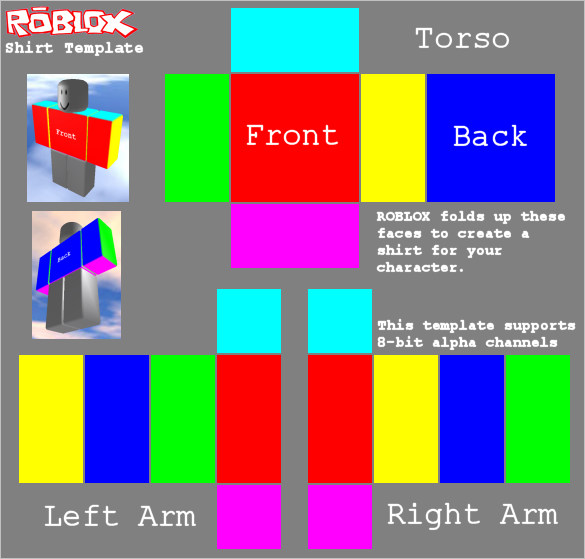 ROBLOX
Shirt Template
Torso
Front
Front
Back
Back
ROBLOX folds up these
faces to create a
shirt for your
character.
This template supports
8-bit alpha channels
Left Arm
Right Arm